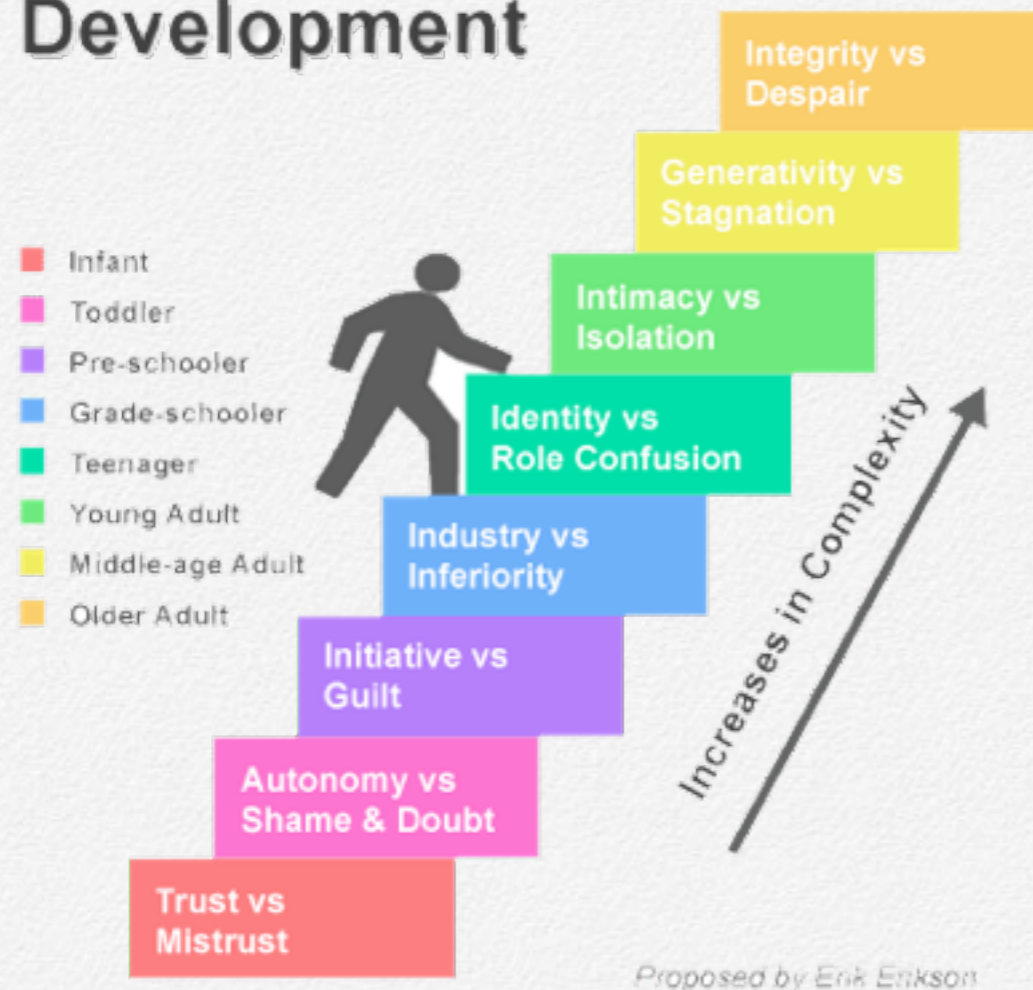 Development
Integrity vs
Despair
Generativity vs
Stagnation
Infant
Toddler
Pre-schooler
Grade-schooler
Teenager
Young Adult
Middle-age Adult
Older Adult
Intimacy vs
Isolation
Identity vs
Role Confusion
Industry vs
Inferiority
Initiative vs
Guilt
Autonomy vs
Shame & Doubt
Trust vs
Mistrust
Increases in Complexity
Proposed by Erik Erikson